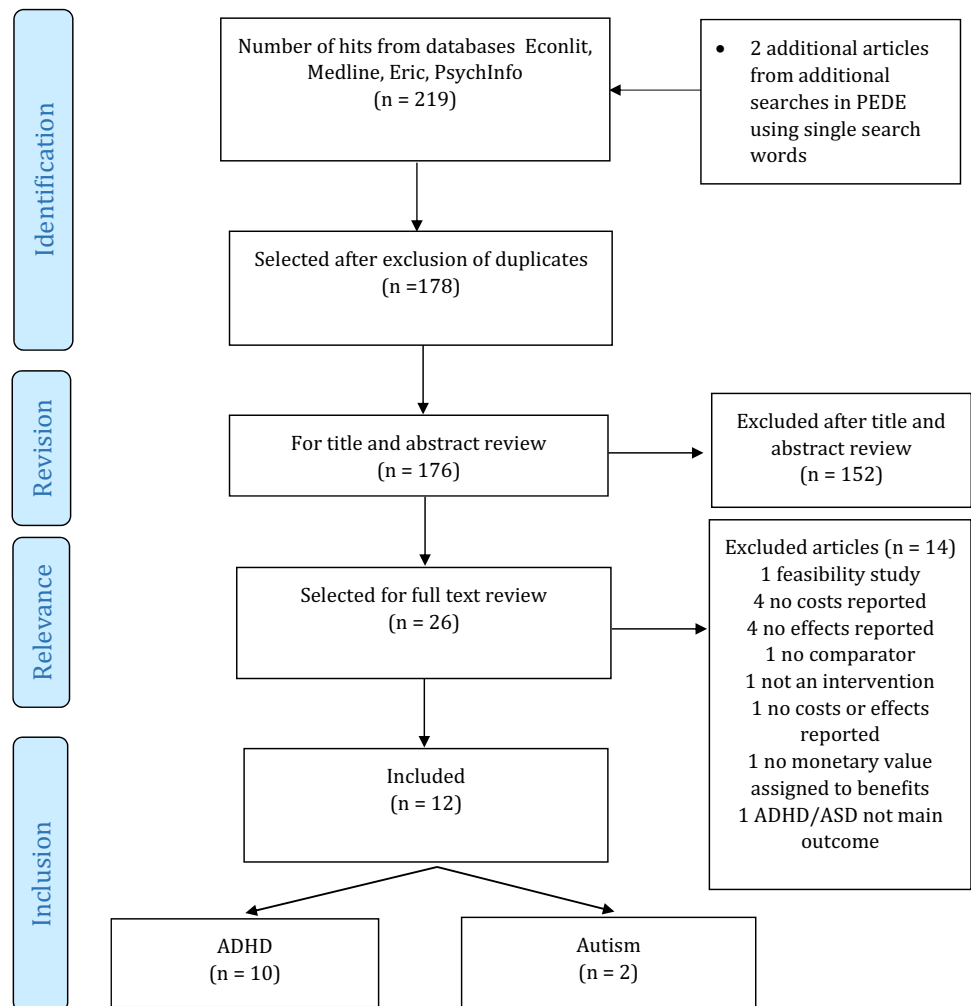 Identification
Number of hits from databases Econlit,
Medline, Eric, PsychInfo
(n = 219)
• 2 additional articles
from additional
searches in PEDE
using single search
words
Selected after exclusion of duplicates
(n =178)
Revision
For title and abstract review
(n = 176)
Excluded after title and
abstract review
(n = 152)
Relevance
Selected for full text review
(n = 26)
Excluded articles (n = 14)
1 feasibility study
4 no costs reported
4 no effects reported
1 no comparator
1 not an intervention
1 no costs or effects
reported
1 no monetary value
assigned to benefits
1 ADHD/ASD not main
outcome
Inclusion
Included
(n = 12)
ADHD
(n = 10)
Autism
(n = 2)